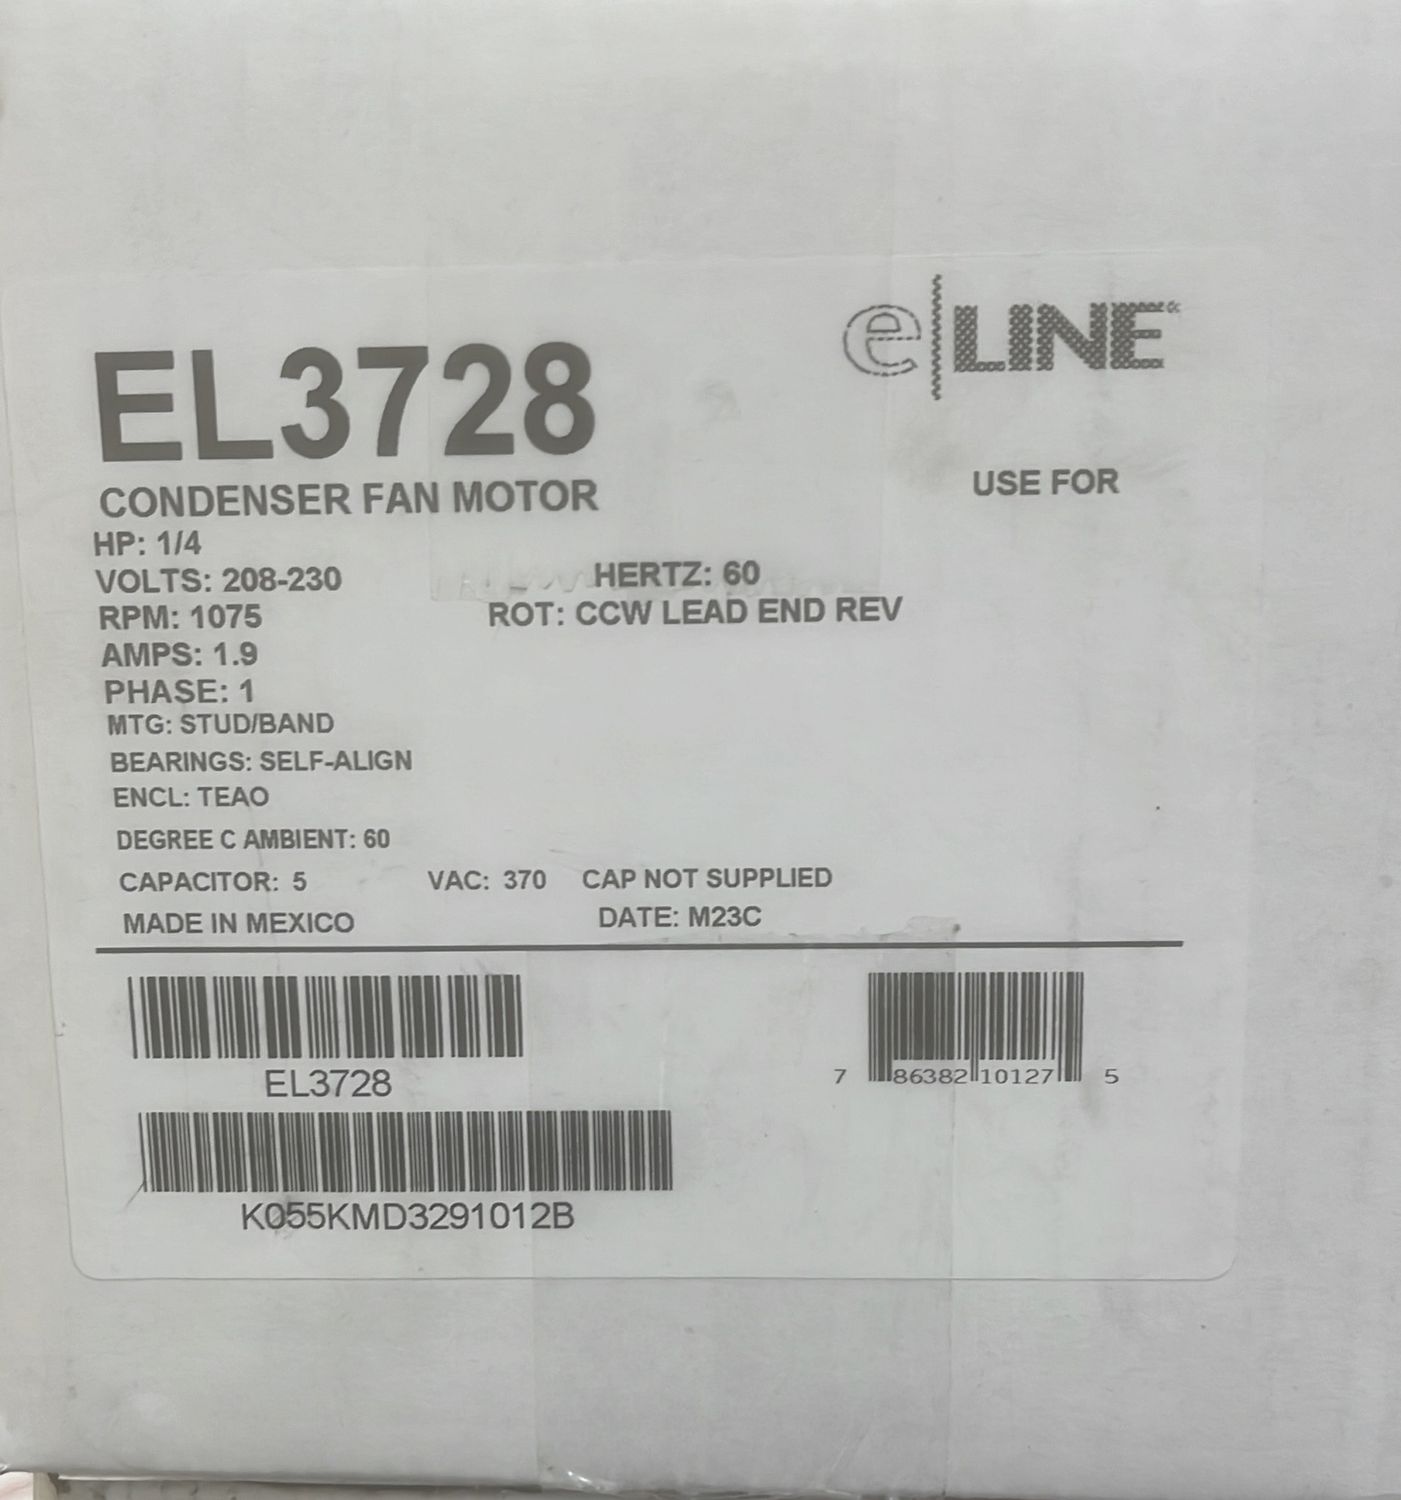 e|LINE
EL3728
CONDENSER FAN MOTOR
USE FOR
HP: 1/4
VOLTS: 208-230
HERTZ: 60
RPM: 1075
ROT: CCW LEAD END REV
AMPS: 1.9
PHASE: 1
MTG: STUD/BAND
BEARINGS: SELF-ALIGN
ENCL: TEAO
DEGREE C AMBIENT: 60
CAPACITOR: 5 VAC: 370 CAP NOT SUPPLIED
MADE IN MEXICO DATE: M23C
EL3728
7 86382 10127 5
K055KMD3291012B